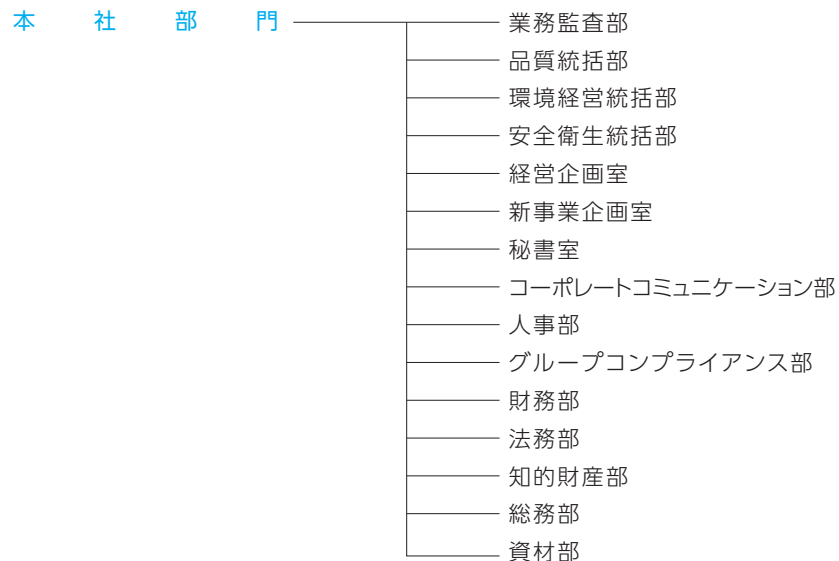 本社部門
業務監査部
品質統括部
環境経営統括部
安全衛生統括部
経営企画室
新事業企画室
秘書室
コーポレートコミュニケーション部
人事部
グループコンプライアンス部
財務部
法務部
知的財産部
総務部
資材部